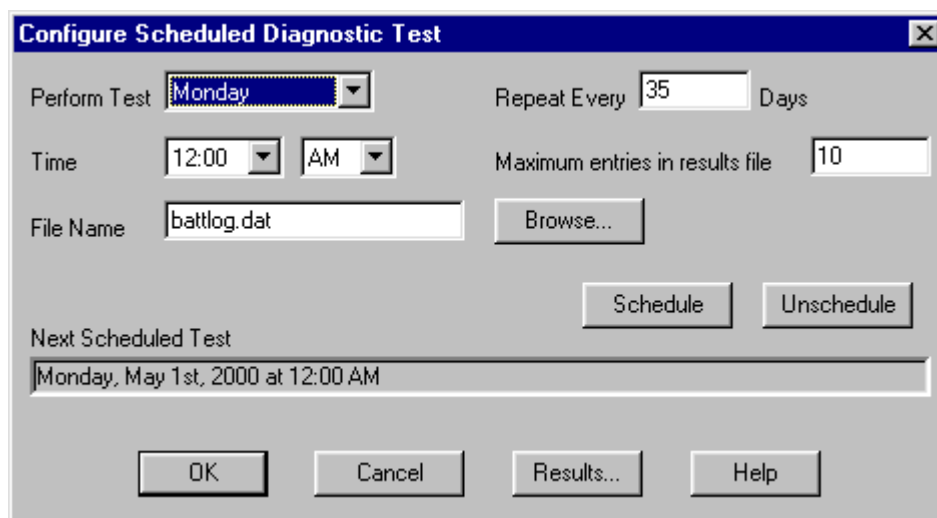 Configure Scheduled Diagnostic Test
Perform Test Monday Repeat Every 35 Days
Time 12:00 AM Maximum entries in results file 10
File Name battlog.dat Browse...
Schedule Unschedule
Next Scheduled Test
Monday, May 1st, 2000 at 12:00 AM
OK Cancel Results... Help